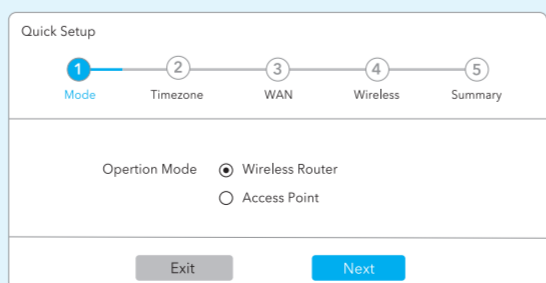 Quick Setup
1 2 3 4 5
Mode Timezone WAN Wireless Summary
Opertion Mode Wireless Router
Access Point
Exit Next